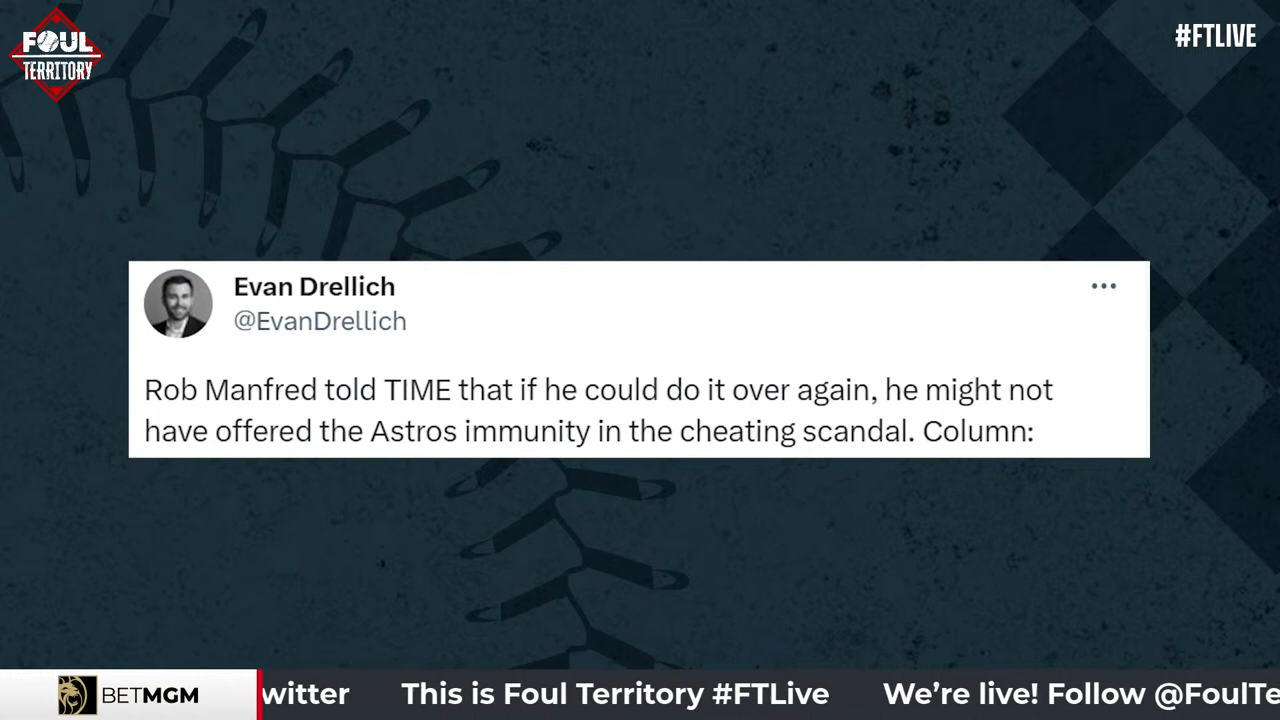 FOUL
TERRITORY
#FTLIVE
Evan Drellich
@EvanDrellich
Rob Manfred told TIME that if he could do it over again, he might not
have offered the Astros immunity in the cheating scandal. Column:
BETMGM
witter This is Foul Territory #FTLive We're live! Follow @FoulTe